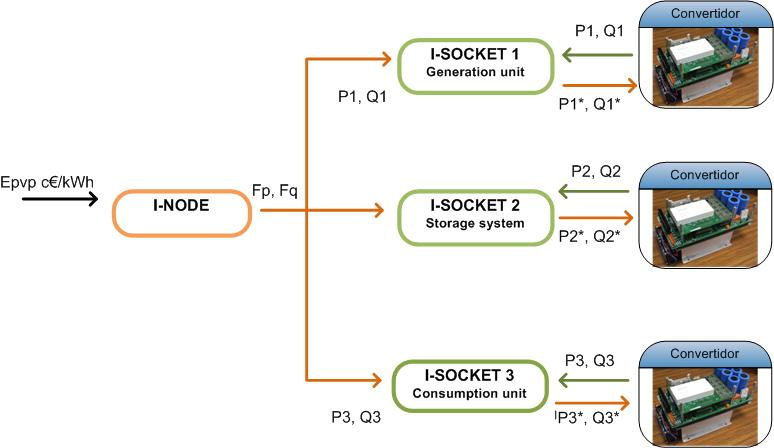 Convertidor
P1, Q1
I-SOCKET 1
Generation unit
P1, Q1
P1*, Q1*
Epvp c€/kWh
I-NODE
Fp, Fq
Convertidor
P2, Q2
I-SOCKET 2
Storage system
P2*, Q2*
Convertidor
P3, Q3
I-SOCKET 3
Consumption unit
P3, Q3
P3*, Q3*